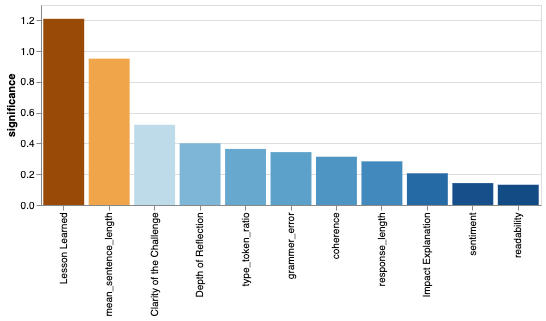 significance
1.2
1.0
0.8
0.6
0.4
0.2
0.0
Lesson Learned
mean_sentence_length
Clarity of the Challenge
Depth of Reflection
type_token_ratio
grammer_error
coherence
response_length
Impact Explanation
sentiment
readability